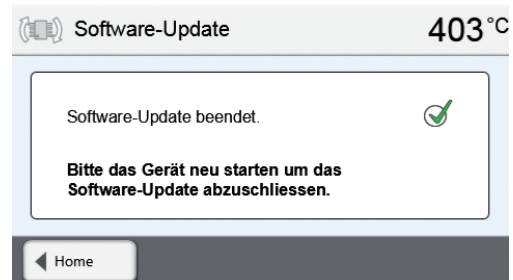 Software-Update 403 °C
Software-Update beendet.
Bitte das Gerät neu starten um das
Software-Update abzuschliessen.
Home